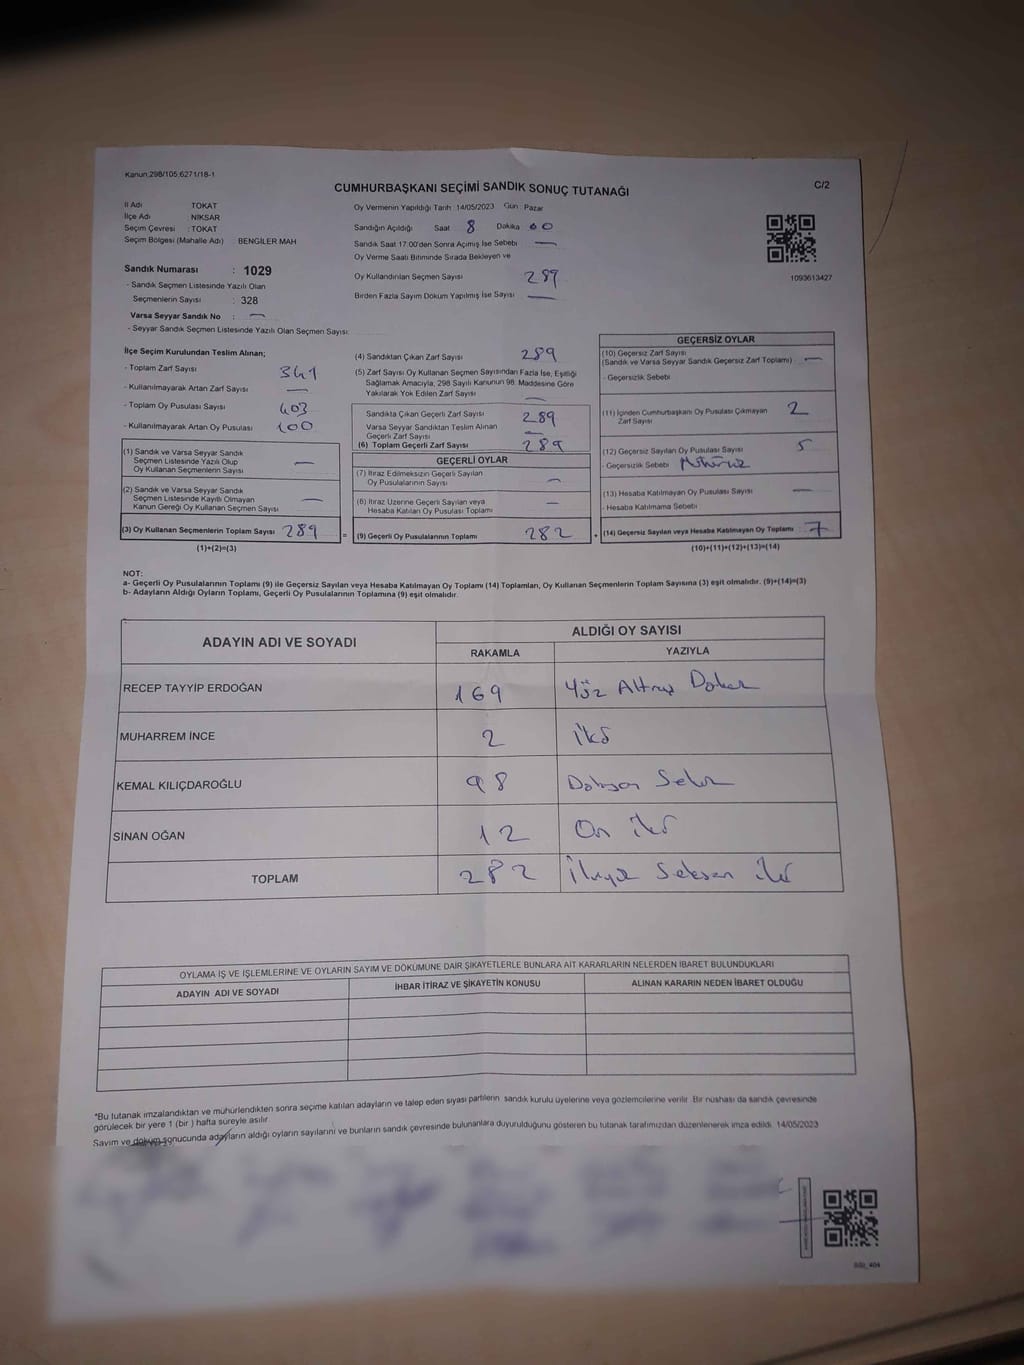 Kanun:298/105;6271/18-1
CUMHURBAŞKANI SEÇİMİ SANDIK SONUÇ TUTANAĞI
C/2
İl Adı TOKAT
İlçe Adı : NİKSAR
Seçim Çevresi : TOKAT
Seçim Bölgesi (Mahalle Adı) BENGİLER MAH
Sandık Numarası : 1029
- Sandık Seçmen Listesinde Yazılı Olan
Seçmenlerin Sayısı : 328
Varsa Seyyar Sandık No : —
- Seyyar Sandık Seçmen Listesinde Yazılı Olan Seçmen Sayısı:
Oy Vermenin Yapıldığı Tarih :14/05/2023 Gün : Pazar
Sandığın Açıldığı Saat 8 Dakika 00
Sandık Saat 17:00'den Sonra Açımış İse Sebebi —
Oy Verme Saati Bitiminde Sırada Bekleyen ve
Oy Kullandırılan Seçmen Sayısı 289
Birden Fazla Sayım Döküm Yapılmış İse Sayısı —
1093613427
İlçe Seçim Kurulundan Teslim Alınan;
- Toplam Zarf Sayısı 341
- Kullanılmayarak Artan Zarf Sayısı —
- Toplam Oy Pusulası Sayısı 403
- Kullanılmayarak Artan Oy Pusulası 100
(1) Sandık ve Varsa Seyyar Sandık
Seçmen Listesinde Yazılı Olup
Oy Kullanan Seçmenlerin Sayısı —
(2) Sandık ve Varsa Seyyar Sandık
Seçmen Listesinde Kayıtlı Olmayan
Kanun Gereği Oy Kullanan Seçmen Sayısı —
(3) Oy Kullanan Seçmenlerin Toplam Sayısı 289
(1)+(2)=(3)
(4) Sandıktan Çıkan Zarf Sayısı 289
(5) Zarf Sayısı Oy Kullanan Seçmen Sayısından Fazla İse, Eşitliği
Sağlamak Amacıyla, 298 Sayılı Kanunun 98. Maddesine Göre
Yakılarak Yok Edilen Zarf Sayısı —
Sandıkta Çıkan Geçerli Zarf Sayısı 289
Varsa Seyyar Sandıktan Teslim Alınan
Geçerli Zarf Sayısı —
(6) Toplam Geçerli Zarf Sayısı 289
GEÇERLİ OYLAR
(7) İtiraz Edilmeksizin Geçerli Sayılan
Oy Pusulalarının Sayısı —
(8) İtiraz Üzerine Geçerli Sayılan veya
Hesaba Katılan Oy Pusulası Toplamı —
= (9) Geçerli Oy Pusulalarının Toplamı 282 +
GEÇERSİZ OYLAR
(10) Geçersiz Zarf Sayısı
(Sandık ve Varsa Seyyar Sandık Geçersiz Zarf Toplamı) —
- Geçersizlik Sebebi
(11) İçinden Cumhurbaşkanı Oy Pusulası Çıkmayan 2
Zarf Sayısı
(12) Geçersiz Sayılan Oy Pusulası Sayısı 5
- Geçersizlik Sebebi Mühürsüz
(13) Hesaba Katılmayan Oy Pusulası Sayısı —
- Hesaba Katılmama Sebebi
(14) Geçersiz Sayılan veya Hesaba Katılmayan Oy Toplamı 7
(10)+(11)+(12)+(13)=(14)
NOT:
a- Geçerli Oy Pusulalarının Toplamı (9) ile Geçersiz Sayılan veya Hesaba Katılmayan Oy Toplamı (14) Toplamları, Oy Kullanan Seçmenlerin Toplam Sayısına (3) eşit olmalıdır. (9)+(14)=(3)
b- Adayların Aldığı Oyların Toplamı, Geçerli Oy Pusulalarının Toplamına (9) eşit olmalıdır.
ADAYIN ADI VE SOYADI ALDIĞI OY SAYISI
RAKAMLA YAZIYLA
RECEP TAYYİP ERDOĞAN 169 Yüz Altmış Dokuz
MUHARREM İNCE 2 İki
KEMAL KILIÇDAROĞLU 98 Doksan Sekiz
SİNAN OĞAN 12 On iki
TOPLAM 282 İkiyüz Seksen iki
OYLAMA İŞ VE İŞLEMLERİNE VE OYLARIN SAYIM VE DÖKÜMÜNE DAİR ŞİKAYETLERLE BUNLARA AİT KARARLARIN NELERDEN İBARET BULUNDUKLARI
ADAYIN ADI VE SOYADI İHBAR İTİRAZ VE ŞİKAYETİN KONUSU ALINAN KARARIN NEDEN İBARET OLDUĞU
*Bu tutanak imzalandıktan ve mühürlendikten sonra seçime katılan adayların ve talep eden siyasi partilerin sandık kurulu üyelerine veya gözlemcilerine verilir. Bir nüshası da sandık çevresinde
görülecek bir yere 1 (bir ) hafta süreyle asılır.
Sayım ve döküm sonucunda adayların aldığı oyların sayılarını ve bunların sandık çevresinde bulunanlara duyurulduğunu gösteren bu tutanak tarafımızdan düzenlenerek imza edildi. 14/05/2023